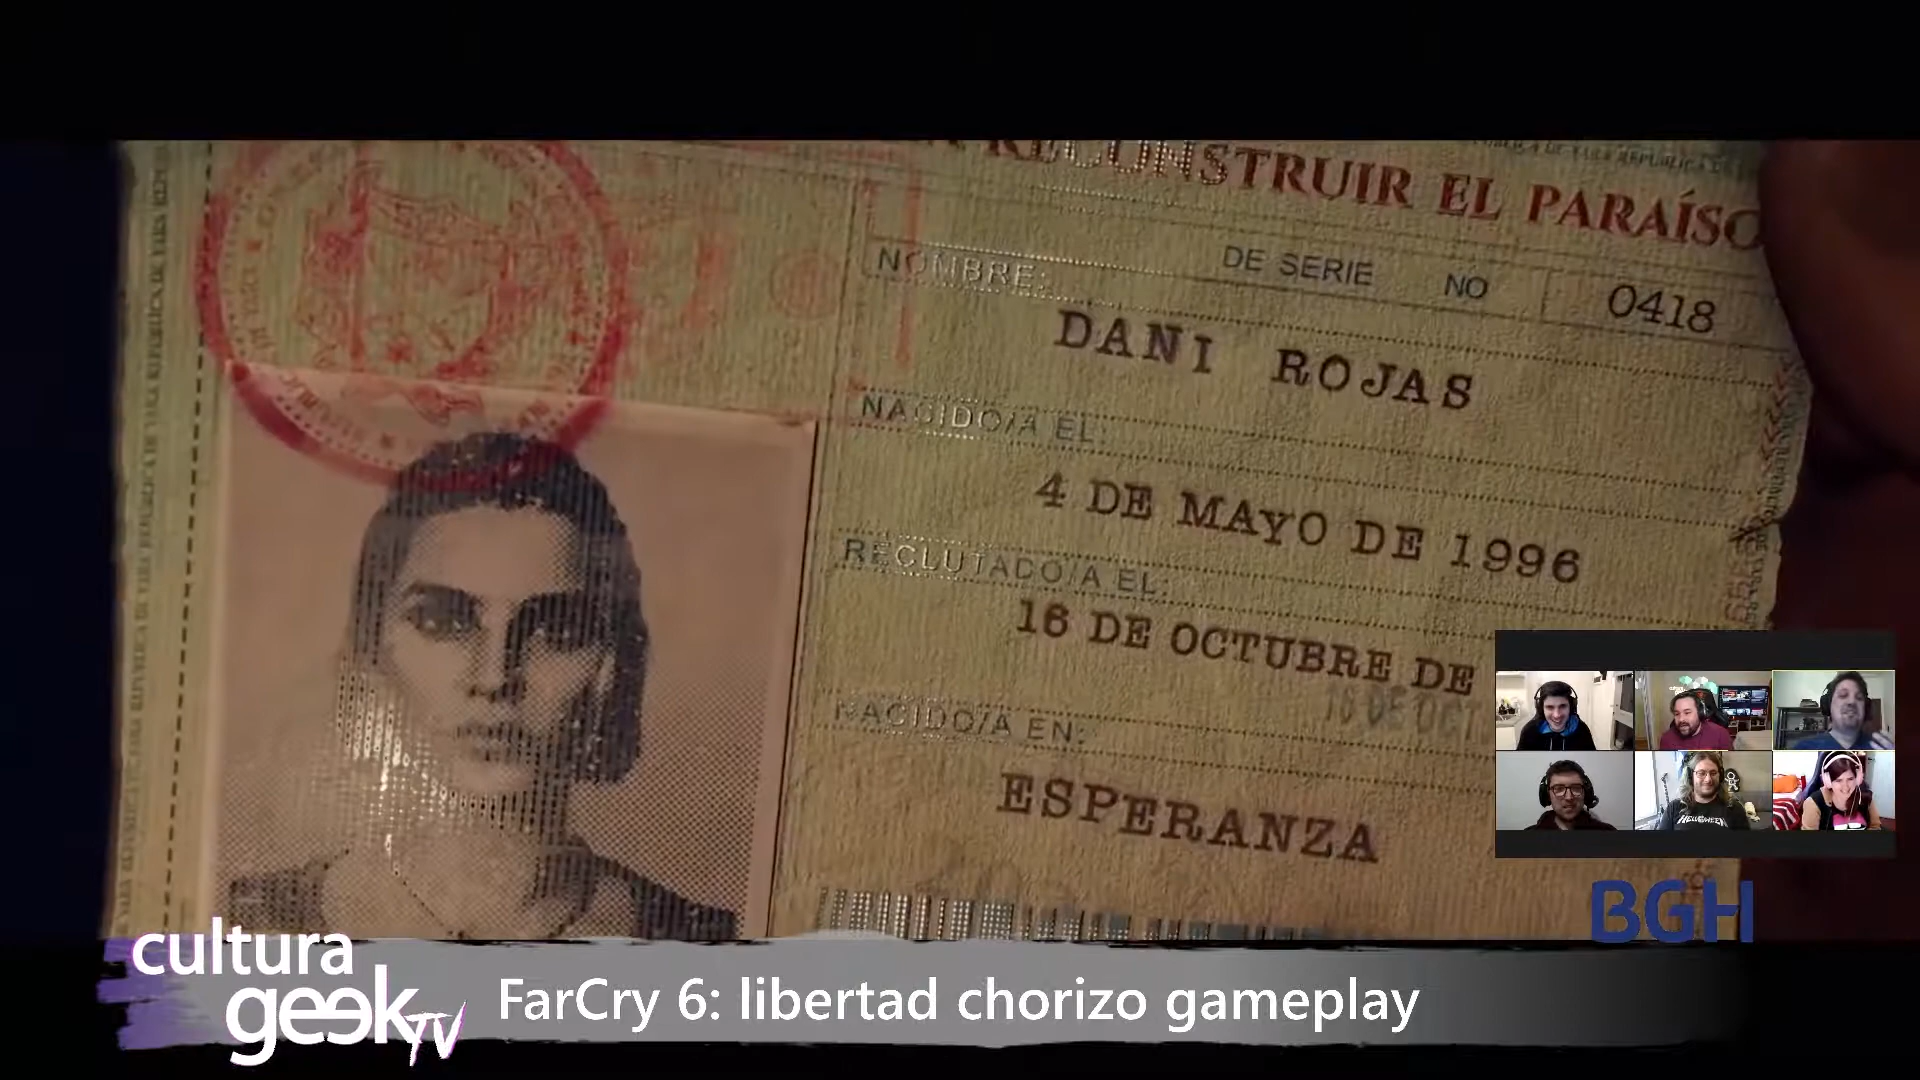 RECONSTRUIR EL PARAÍSO
NOMBRE:
DE SERIE NO
0418
DANI ROJAS
NACIDO/A EL:
4 DE MAYO DE 1996
RECLUTADO/A EL:
16 DE OCTUBRE DE
NACIDO/A EN:
ESPERANZA
HELLOWEEN
BGH
cultura
geek TV
FarCry 6: libertad chorizo gameplay